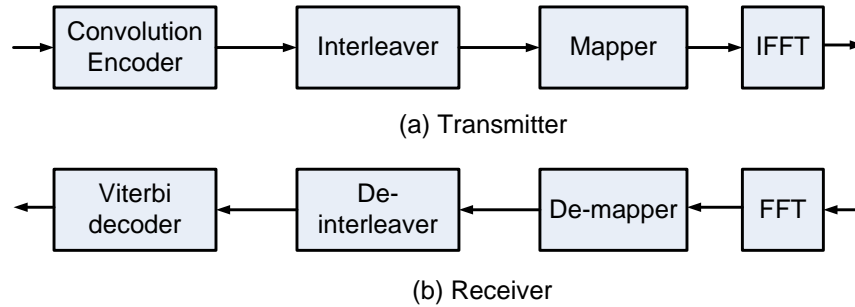 Convolution
Encoder
Interleaver
Mapper
IFFT
(a) Transmitter
Viterbi
decoder
De-
interleaver
De-mapper
FFT
(b) Receiver